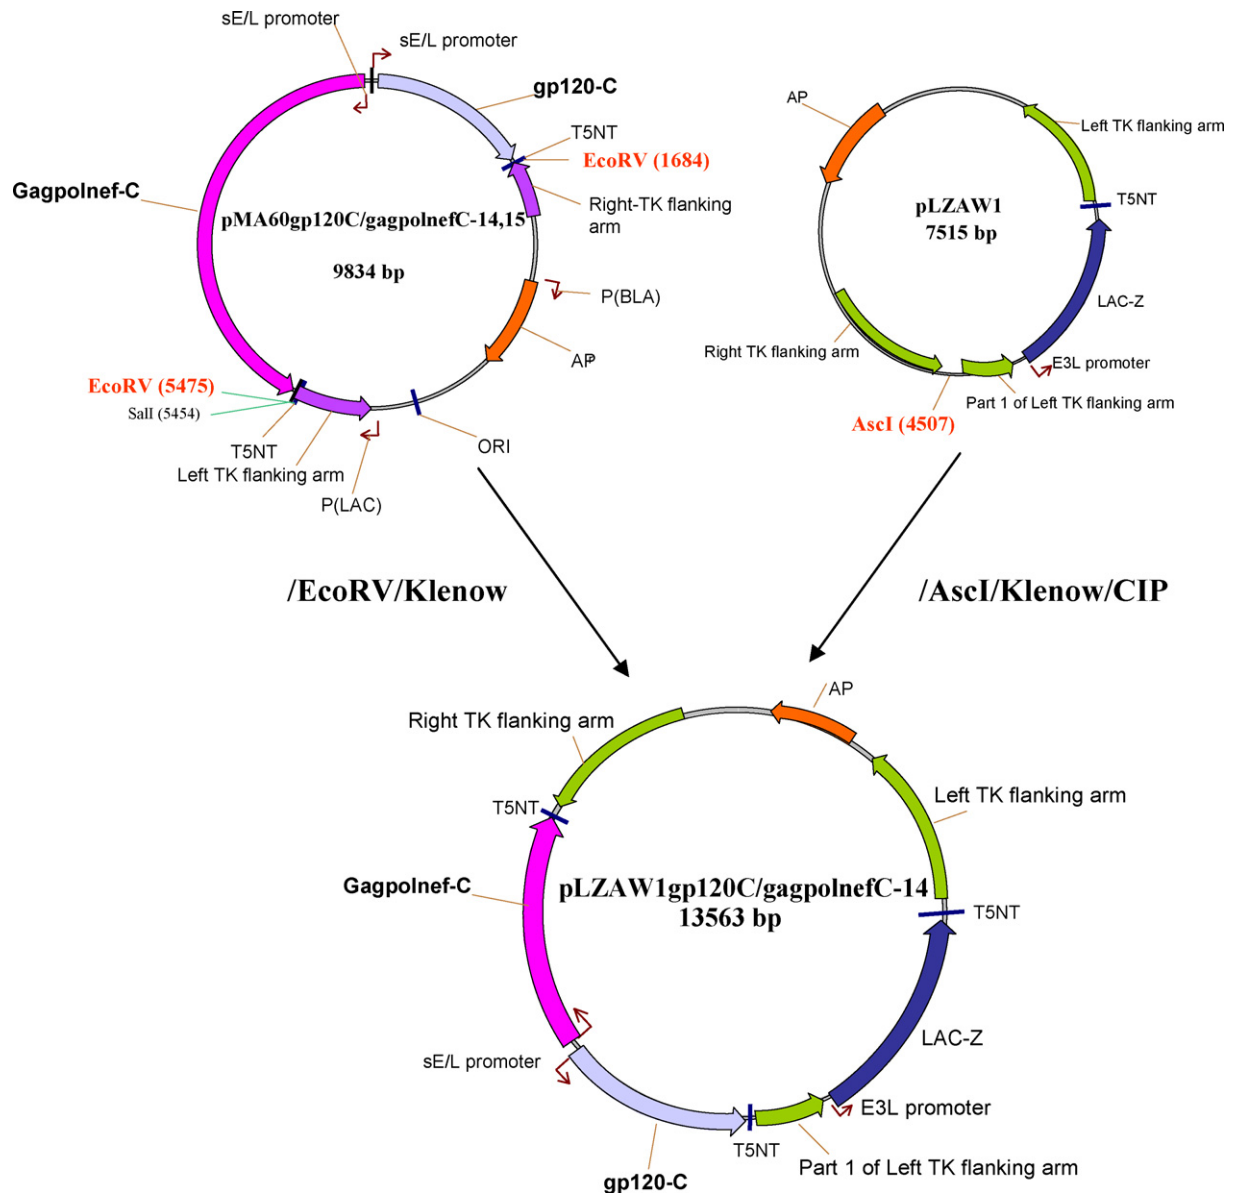 sE/L promoter
sE/L promoter
gp120-C
T5NT
EcoRV (1684)
Right-TK flanking
arm
Gagpolnef-C
pMA60gp120C/gagpolnefC-14,15
9834 bp
P(BLA)
AP
EcoRV (5475)
SalI (5454)
T5NT
Left TK flanking arm
P(LAC)
ORI
AP
Left TK flanking arm
T5NT
pLZAW1
7515 bp
LAC-Z
Right TK flanking arm
E3L promoter
Part 1 of Left TK flanking arm
AscI (4507)
/EcoRV/Klenow
/AscI/Klenow/CIP
AP
Right TK flanking arm
Left TK flanking arm
T5NT
Gagpolnef-C
pLZAW1gp120C/gagpolnefC-14
13563 bp
T5NT
LAC-Z
sE/L promoter
E3L promoter
T5NT
Part 1 of Left TK flanking arm
gp120-C